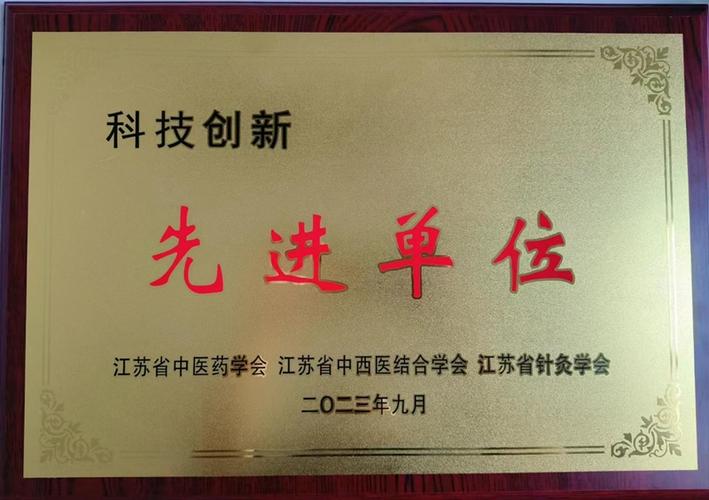 科技创新
先进单位
江苏省中医药学会 江苏省中西医结合学会 江苏省针灸学会
二〇二三年九月